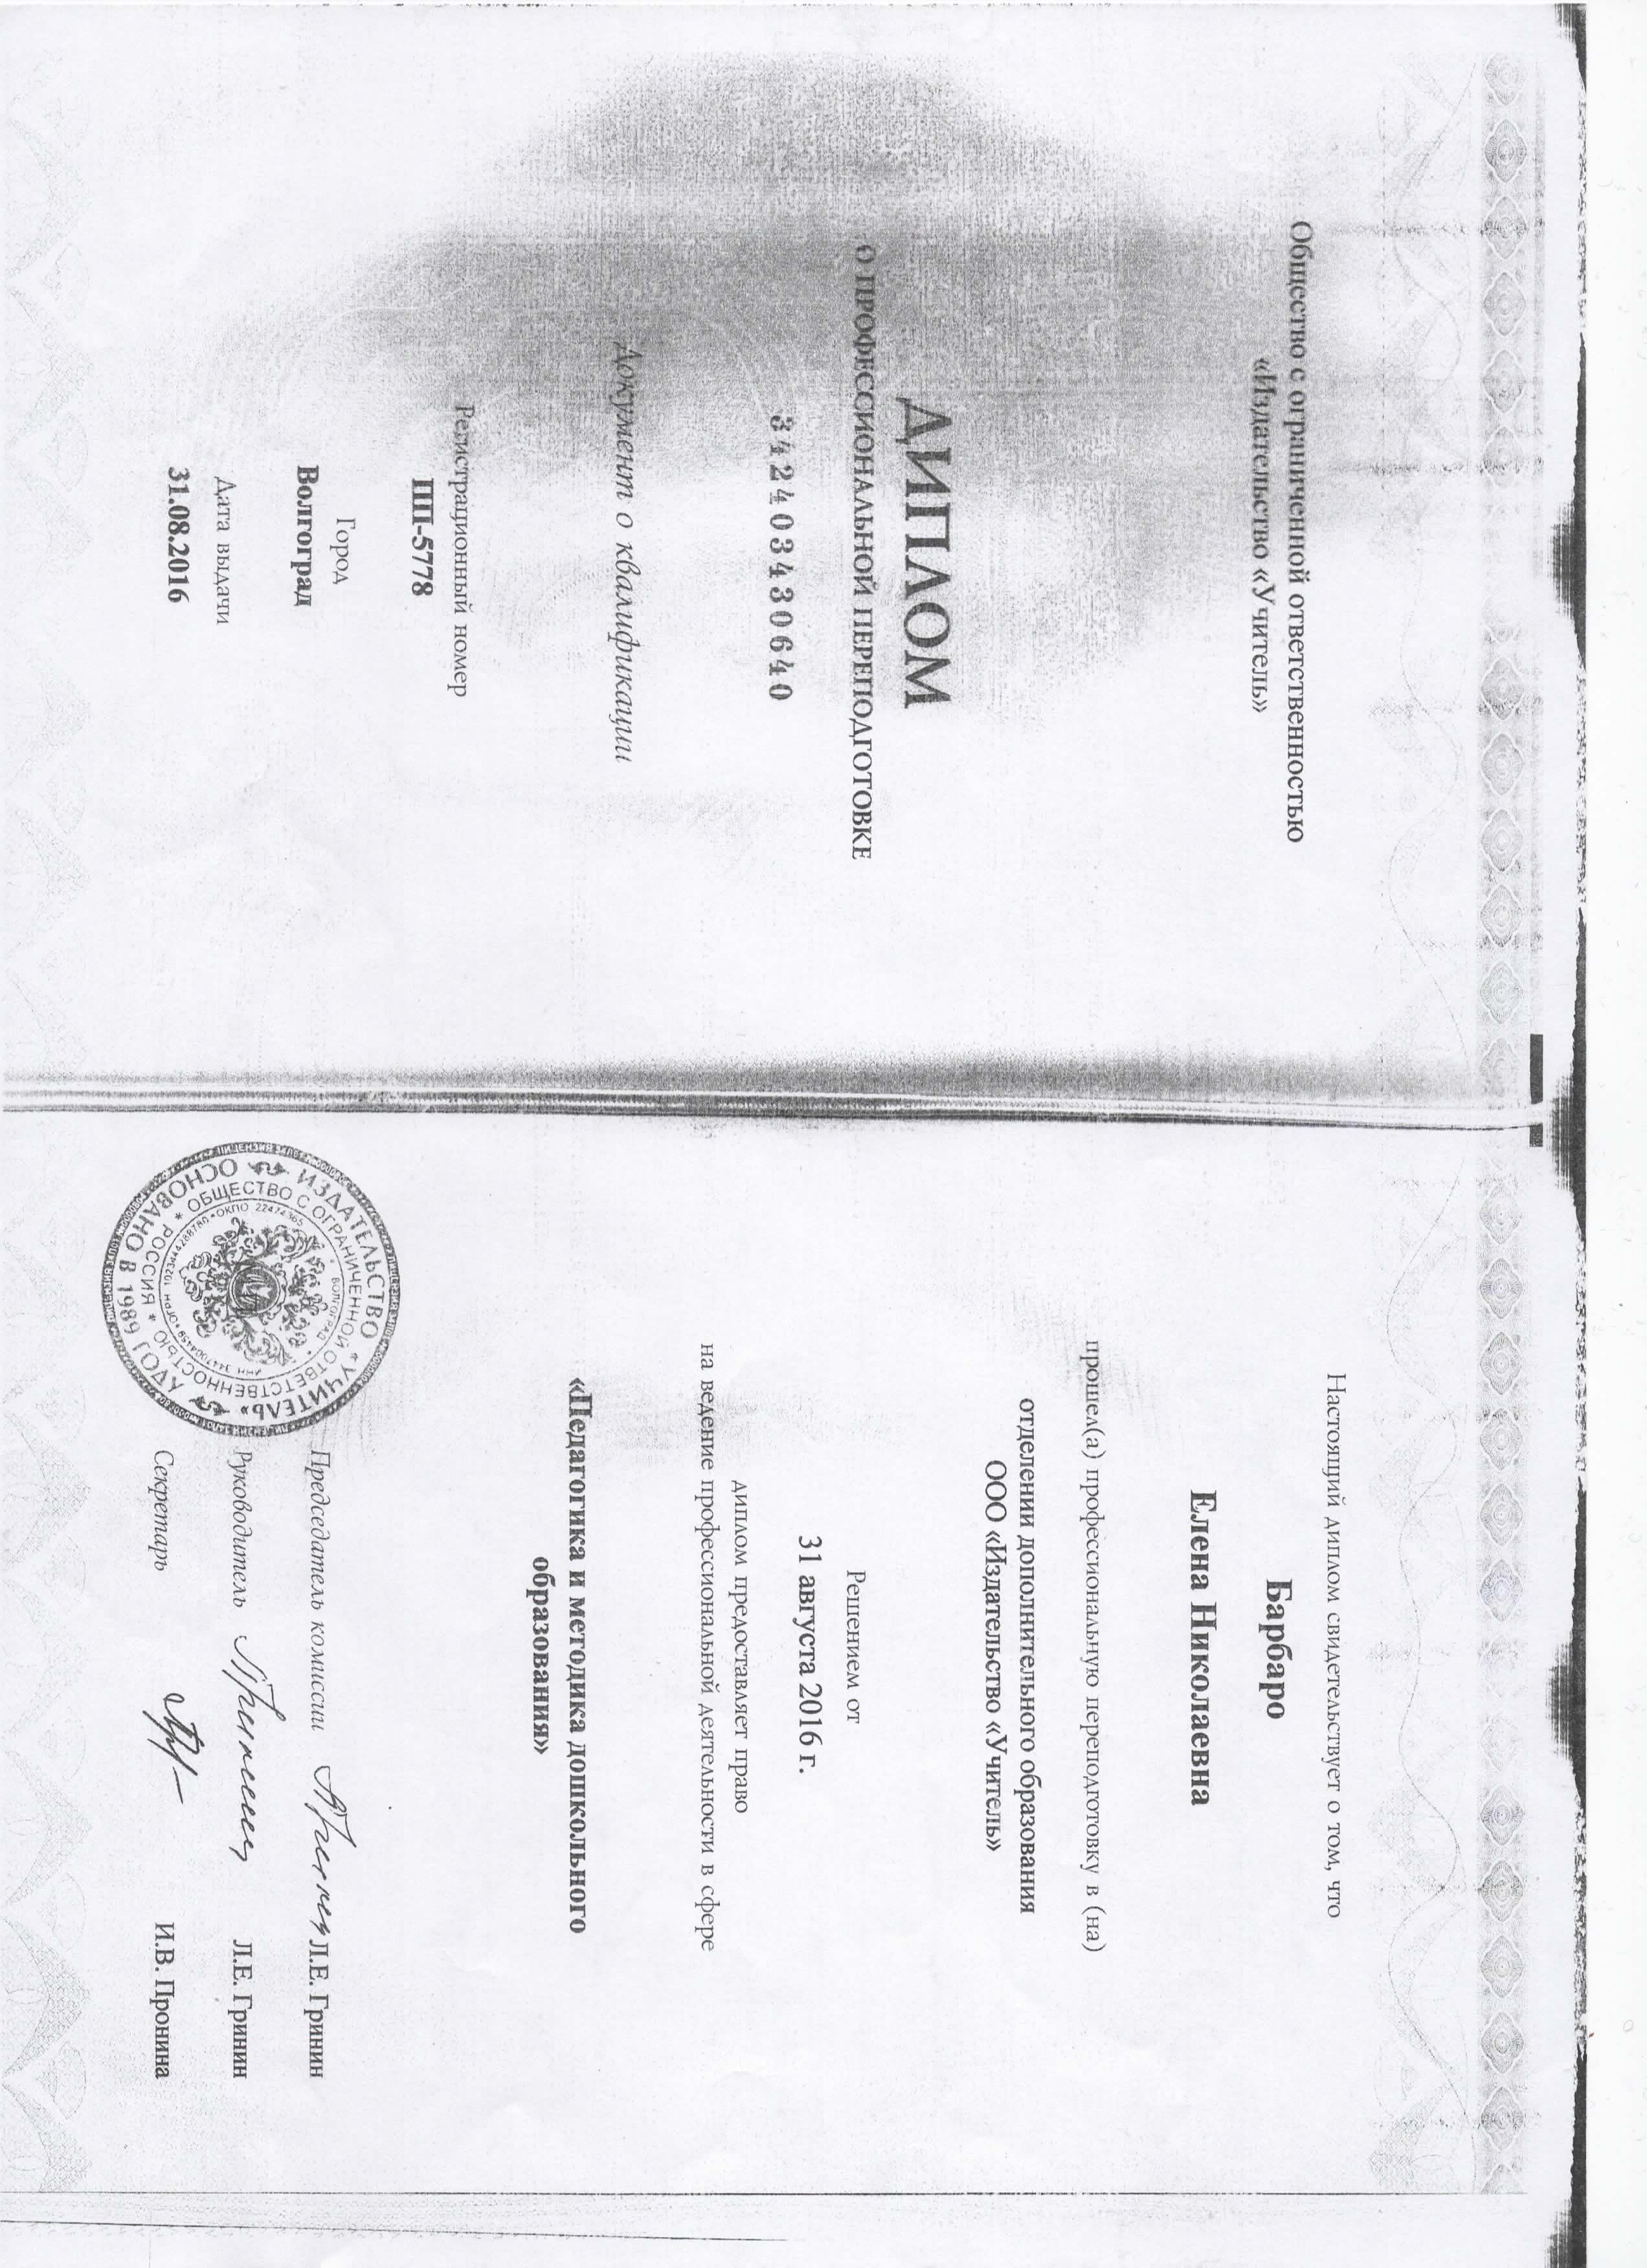 Общество с ограниченной ответственностью
«Издательство «Учитель»
ДИПЛОМ
О ПРОФЕССИОНАЛЬНОЙ ПЕРЕПОДГОТОВКЕ
342403430640
Документ о квалификации
Регистрационный номер
ПП-5778
Город
Волгоград
Дата выдачи
31.08.2016
Настоящий диплом свидетельствует о том, что
Барбаро
Елена Николаевна
прошел(а) профессиональную переподготовку в (на)
отделении дополнительного образования
ООО «Издательство «Учитель»
Решением от
31 августа 2016 г.
диплом предоставляет право
на ведение профессиональной деятельности в сфере
«Педагогика и методика дошкольного
образования»
Председатель комиссии Л.Е. Гринин
Руководитель Л.Е. Гринин
Секретарь И.В. Пронина
ИЗДАТЕЛЬСТВО «УЧИТЕЛЬ»
ОСНОВАНО В 1989 ГОДУ
ОБЩЕСТВО С ОГРАНИЧЕННОЙ ОТВЕТСТВЕННОСТЬЮ * РОССИЯ *
ВОЛГОГРАД
ОКПО 22474365